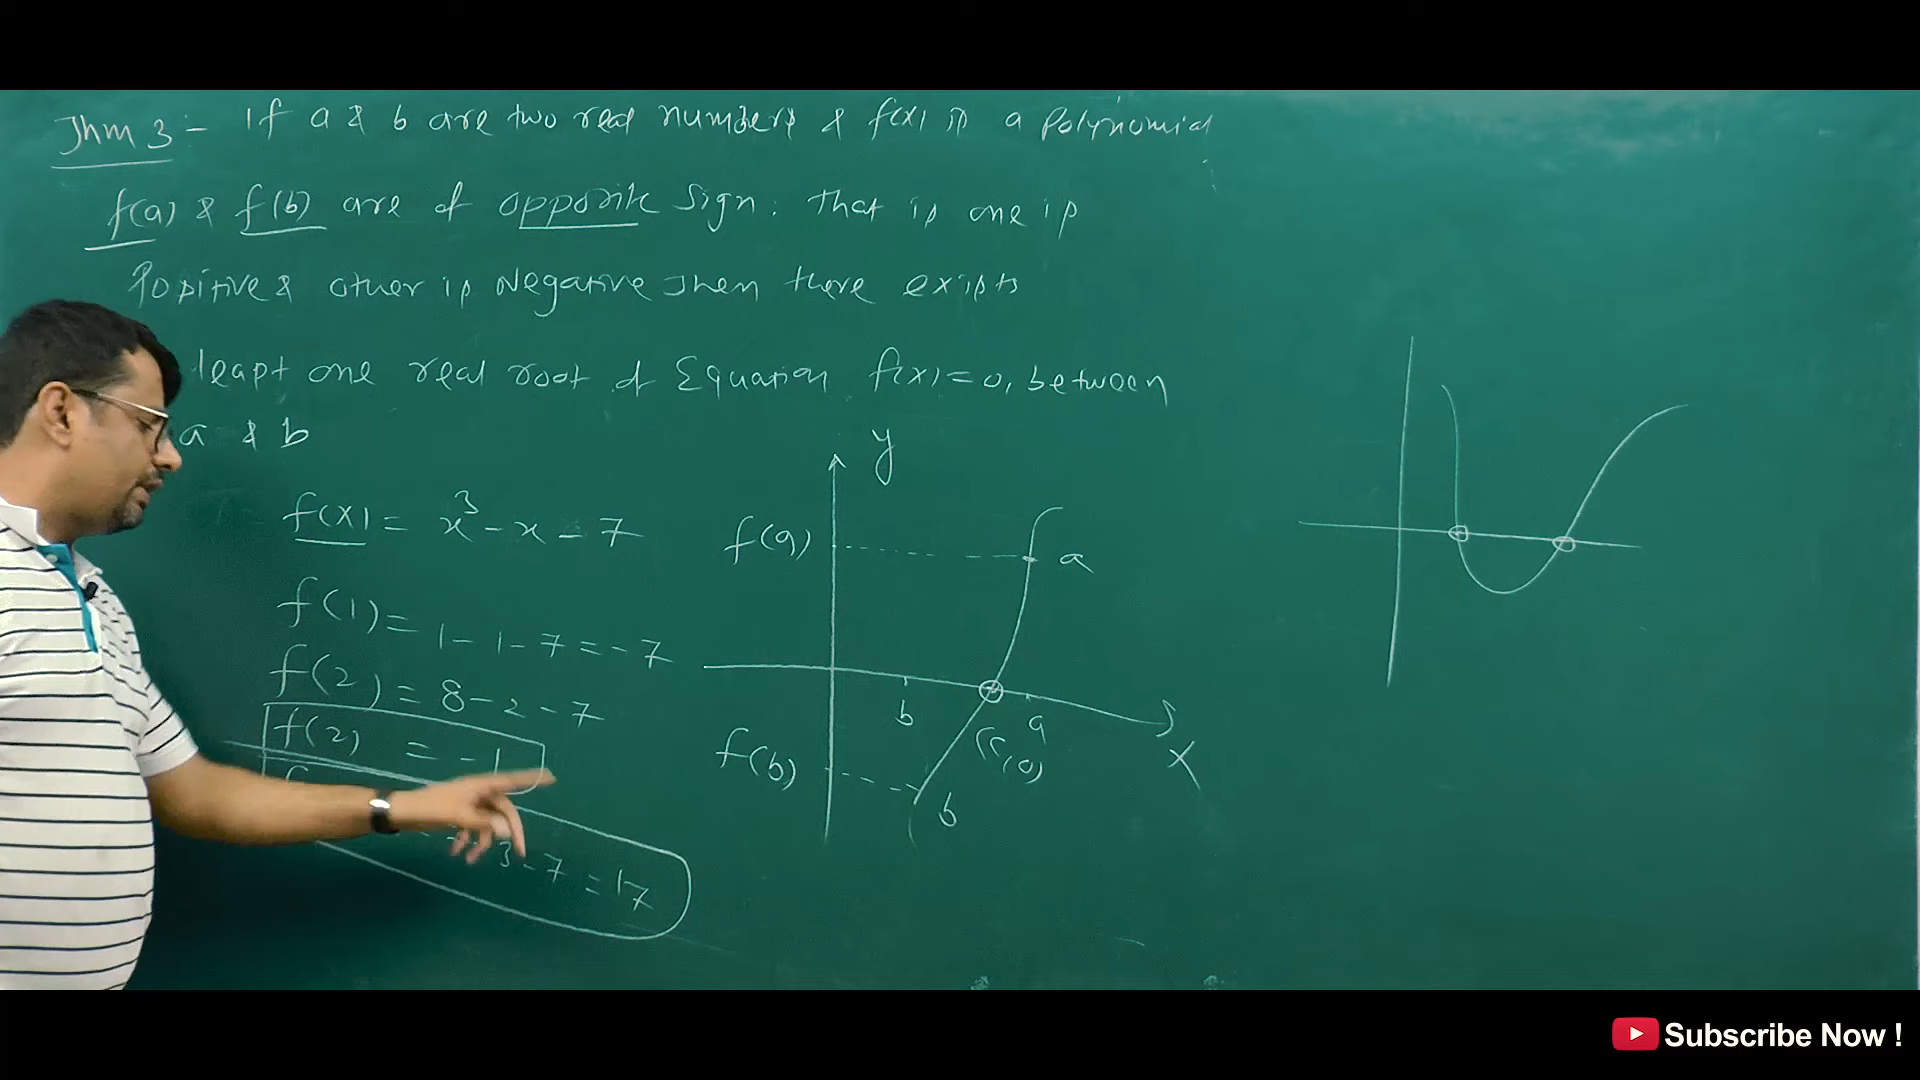 Thm 3:- If a & b are two real numbers & f(x) is a polynomial
f(a) & f(b) are of opposite sign. that is one is
Positive & other is Negative then there exists
least one real root of Equation f(x)=0, between
a & b
f(x) = x³ - x - 7
f(1) = 1 - 1 - 7 = -7
f(2) = 8 - 2 - 7
f(2) = -1
3 - 7 = 17
y
f(a)
a
b
a
(r,0)
x
f(b)
b
Subscribe Now !